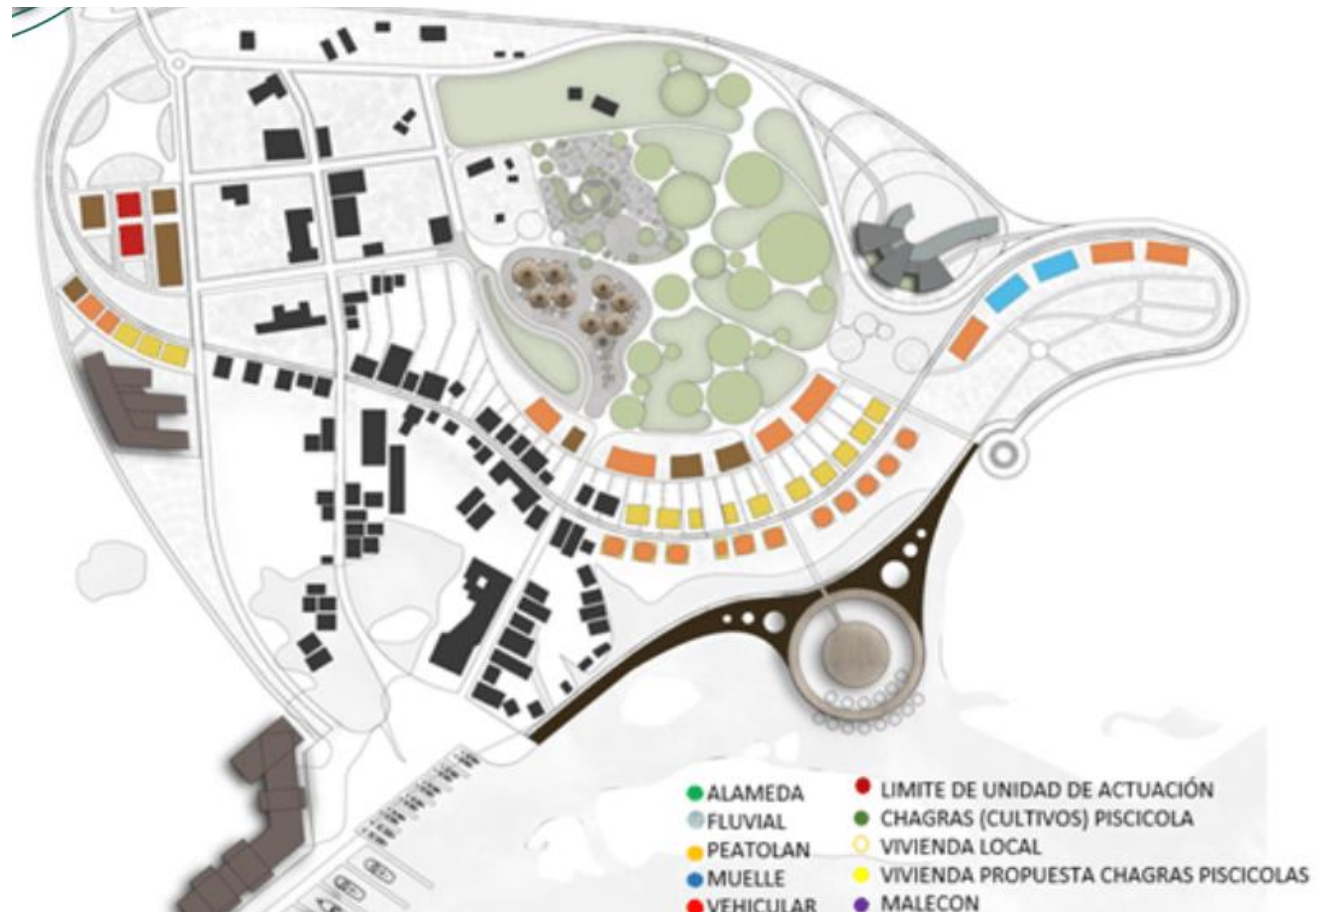 ALAMEDA
FLUVIAL
PEATOLAN
MUELLE
VEHICULAR
LIMITE DE UNIDAD DE ACTUACIÓN
CHAGRAS (CULTIVOS) PISCICOLA
VIVIENDA LOCAL
VIVIENDA PROPUESTA CHAGRAS PISCICOLAS
MALECON